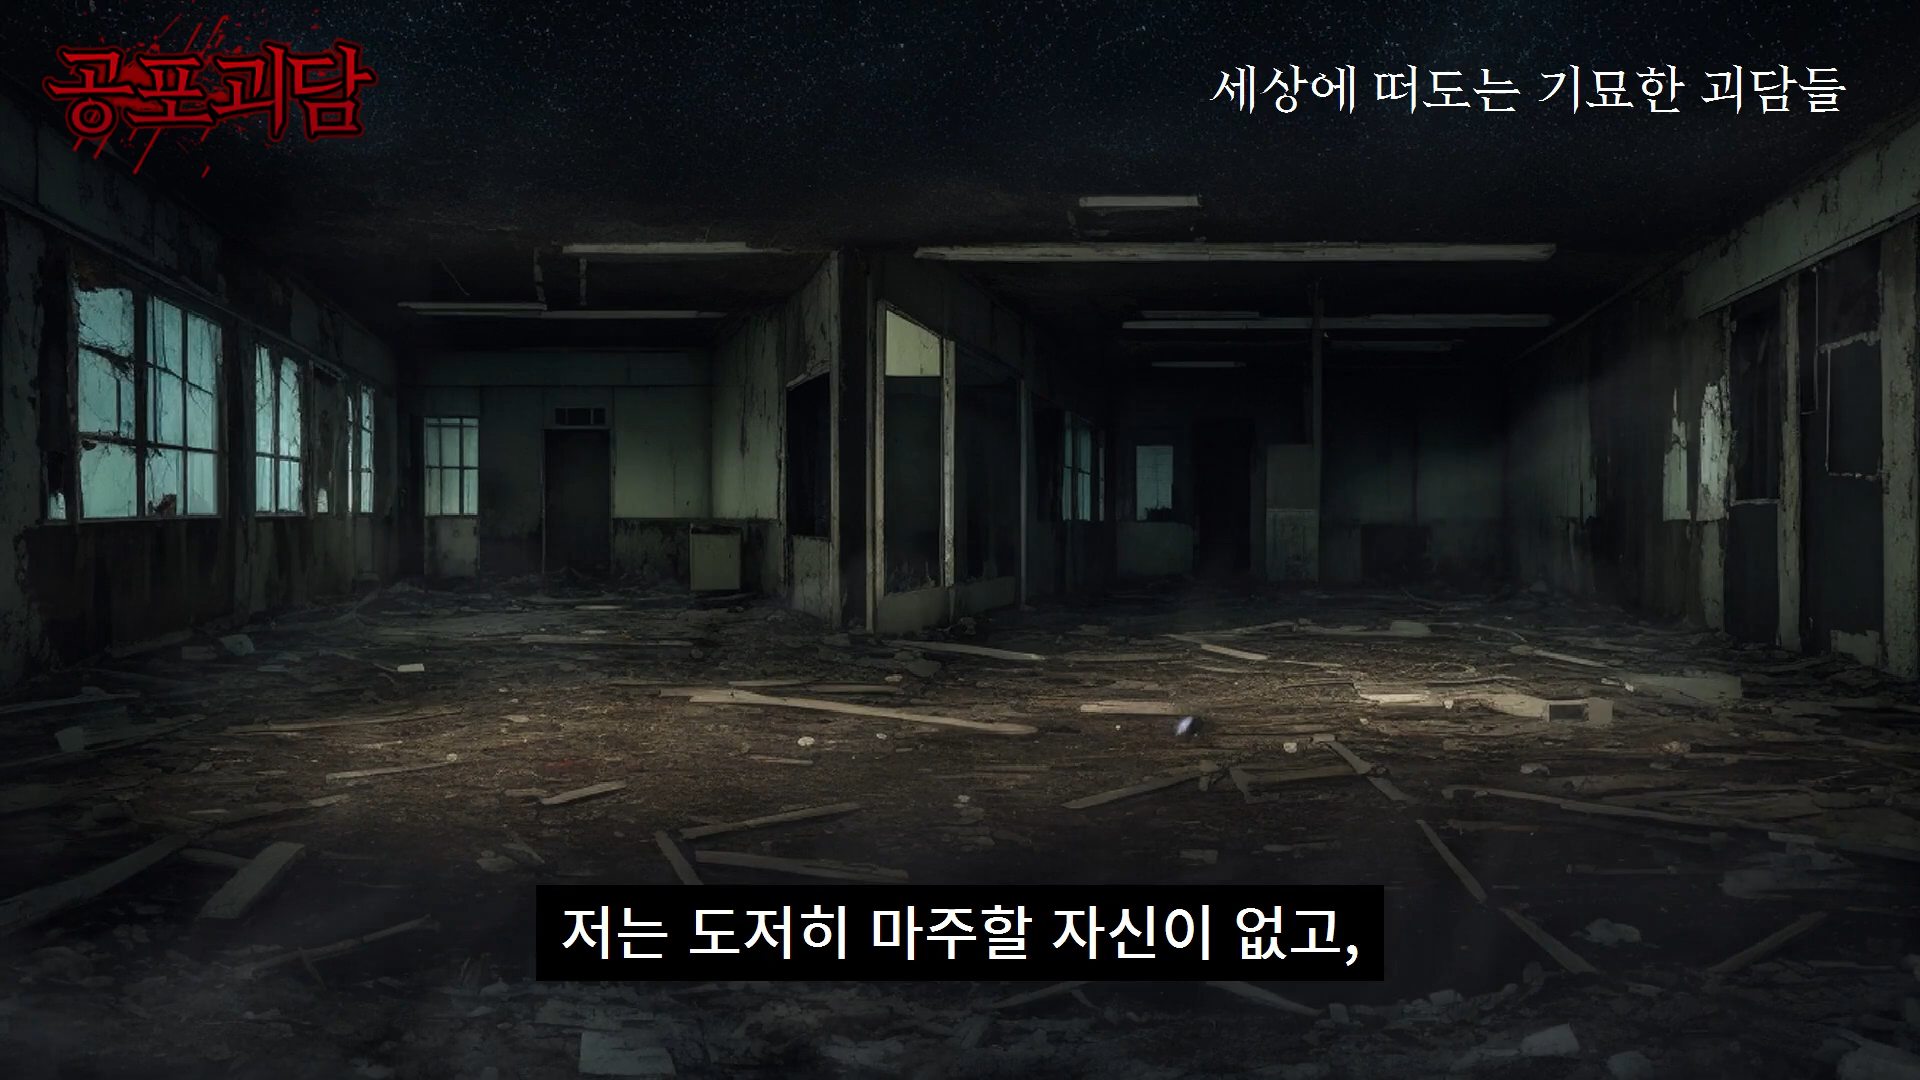 공포괴담
세상에 떠도는 기묘한 괴담들
저는 도저히 마주할 자신이 없고,